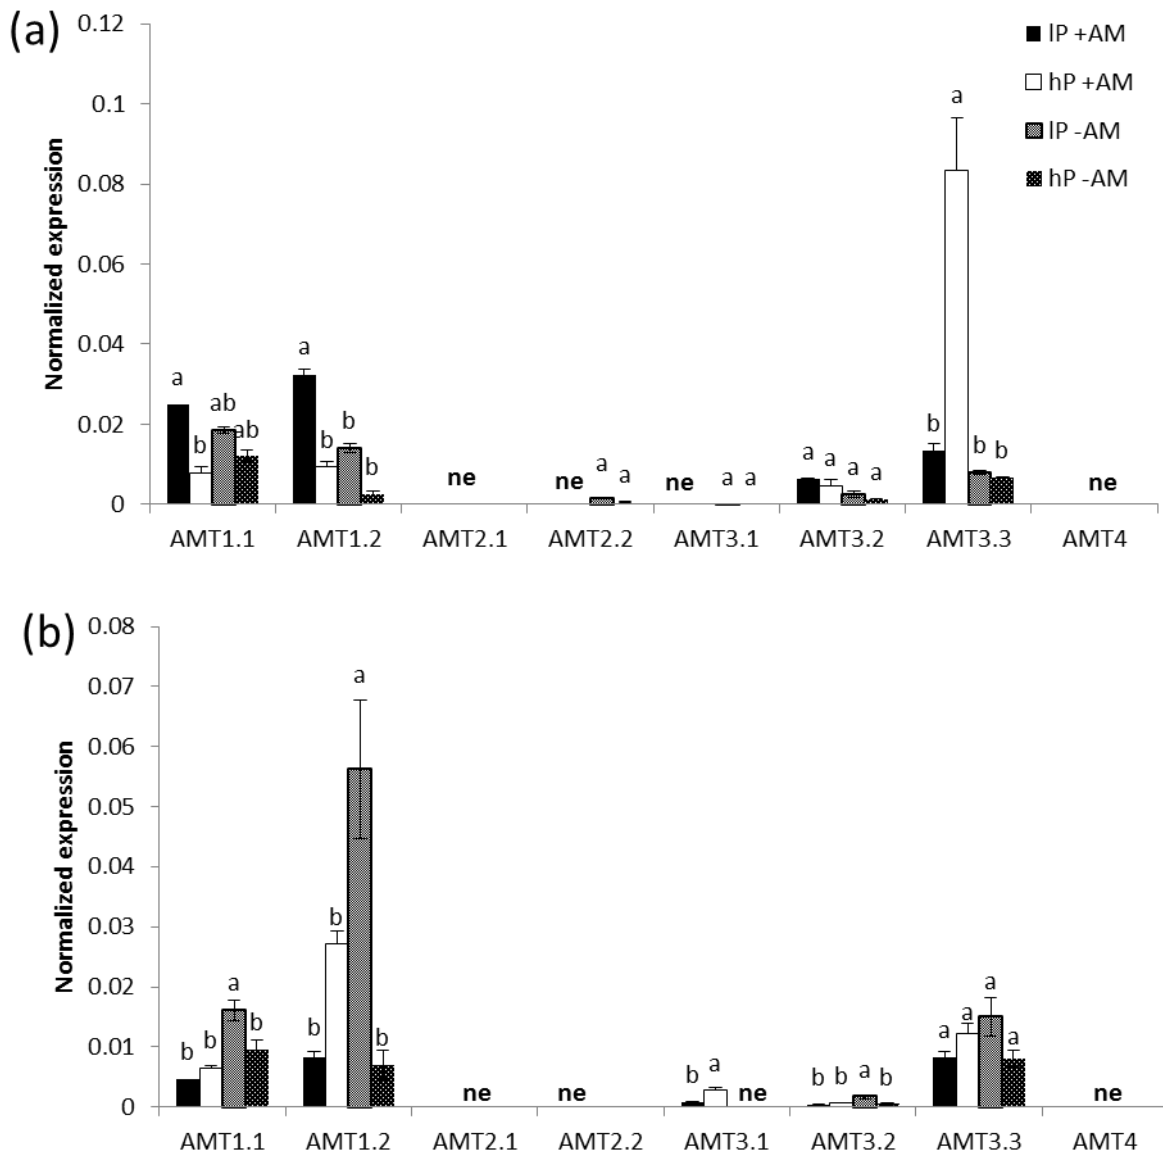 (a)
Normalized expression
0.12
0.1
0.08
0.06
0.04
0.02
0
lP +AM
hP +AM
lP -AM
hP -AM
a b ab ab
a b b b
ne
ne a a
ne a a
a a a a
b a b b
ne
AMT1.1 AMT1.2 AMT2.1 AMT2.2 AMT3.1 AMT3.2 AMT3.3 AMT4
(b)
Normalized expression
0.08
0.07
0.06
0.05
0.04
0.03
0.02
0.01
0
b b a b
b b a b
ne
ne
b a ne
b b a b
a a a a
ne
AMT1.1 AMT1.2 AMT2.1 AMT2.2 AMT3.1 AMT3.2 AMT3.3 AMT4